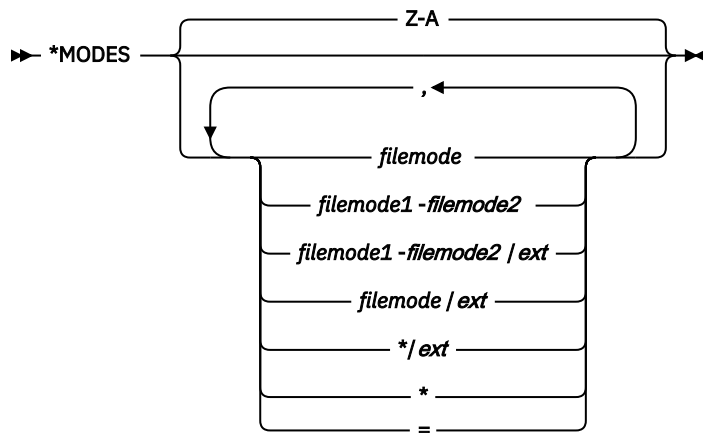 Z-A
*MODES
,
filemode
filemode1 -filemode2
filemode1 -filemode2 | ext
filemode | ext
*| ext
*
=